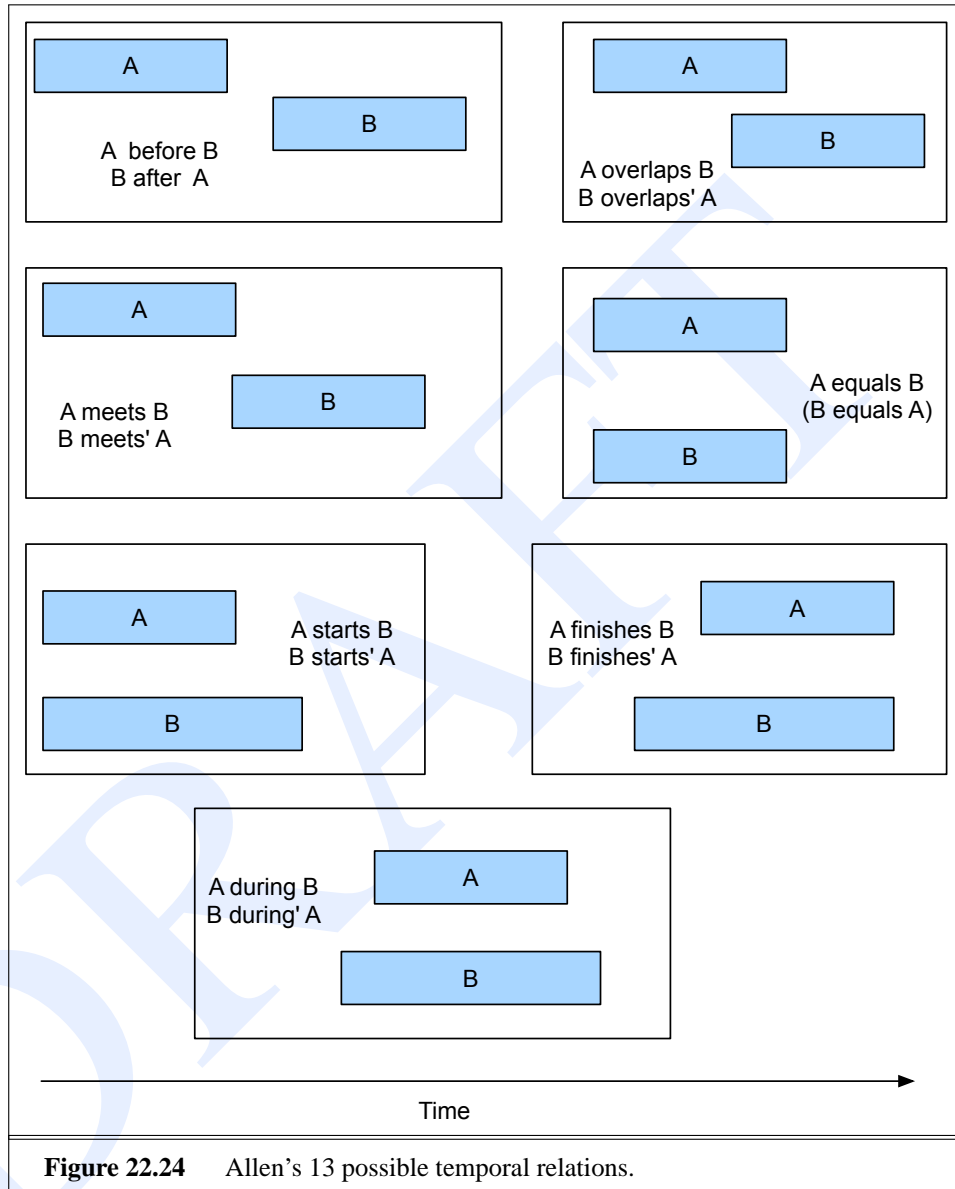 A
B
A before B
B after A
A
B
A overlaps B
B overlaps' A
A
B
A meets B
B meets' A
A
A equals B
(B equals A)
B
A
A starts B
B starts' A
B
A
A finishes B
B finishes' A
B
A
A during B
B during' A
B
Time
Figure 22.24 Allen's 13 possible temporal relations.
DRAFT